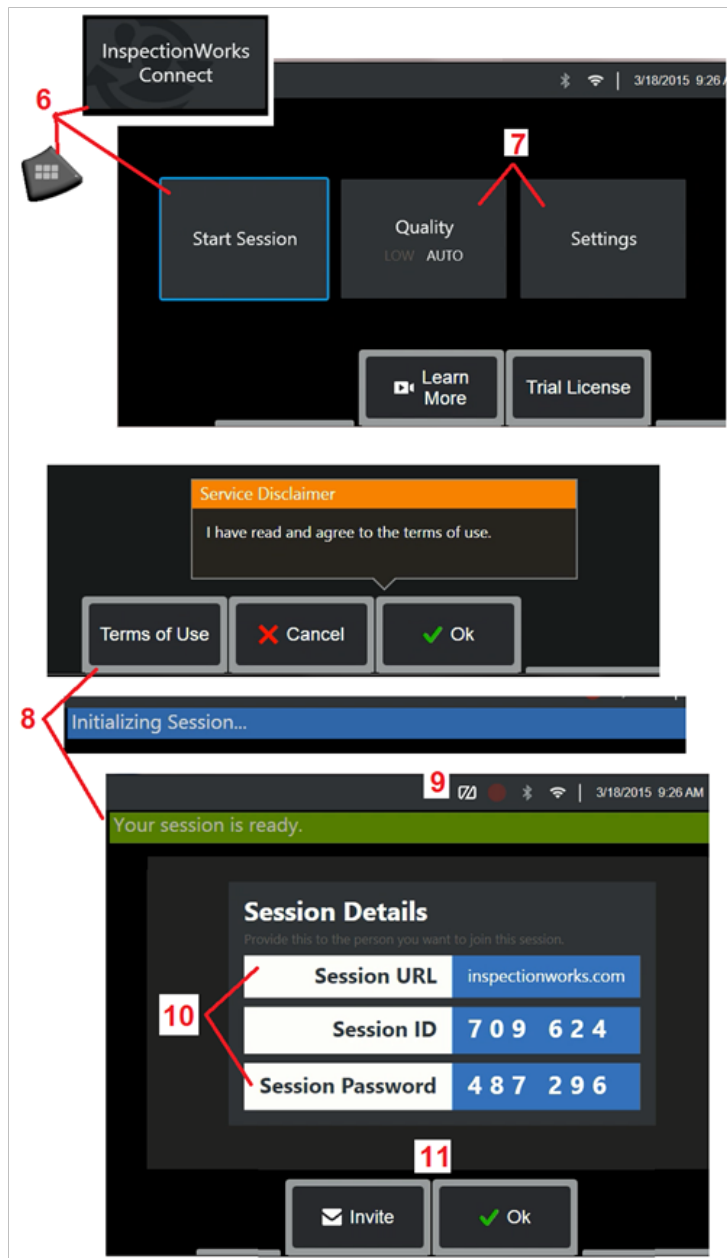 InspectionWorks
Connect
6
3/18/2015 9:26
7
Start Session
Quality
LOW AUTO
Settings
Learn
More
Trial License
Service Disclaimer
I have read and agree to the terms of use.
Terms of Use
Cancel
Ok
8
Initializing Session...
9
3/18/2015 9:26 AM
Your session is ready.
Session Details
Provide this to the person you want to join this session.
Session URL
inspectionworks.com
10
Session ID
709 624
Session Password
487 296
11
Invite
Ok